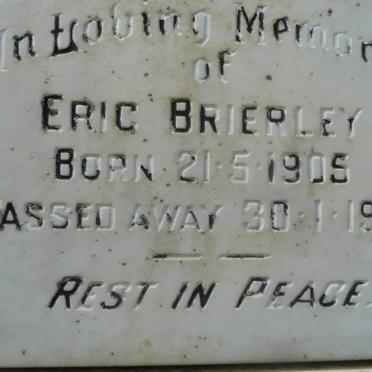 In Loving Memor
of
ERIC BRIERLEY
BORN 21·5·1905
ASSED AWAY 30·1·19
REST IN PEACE.